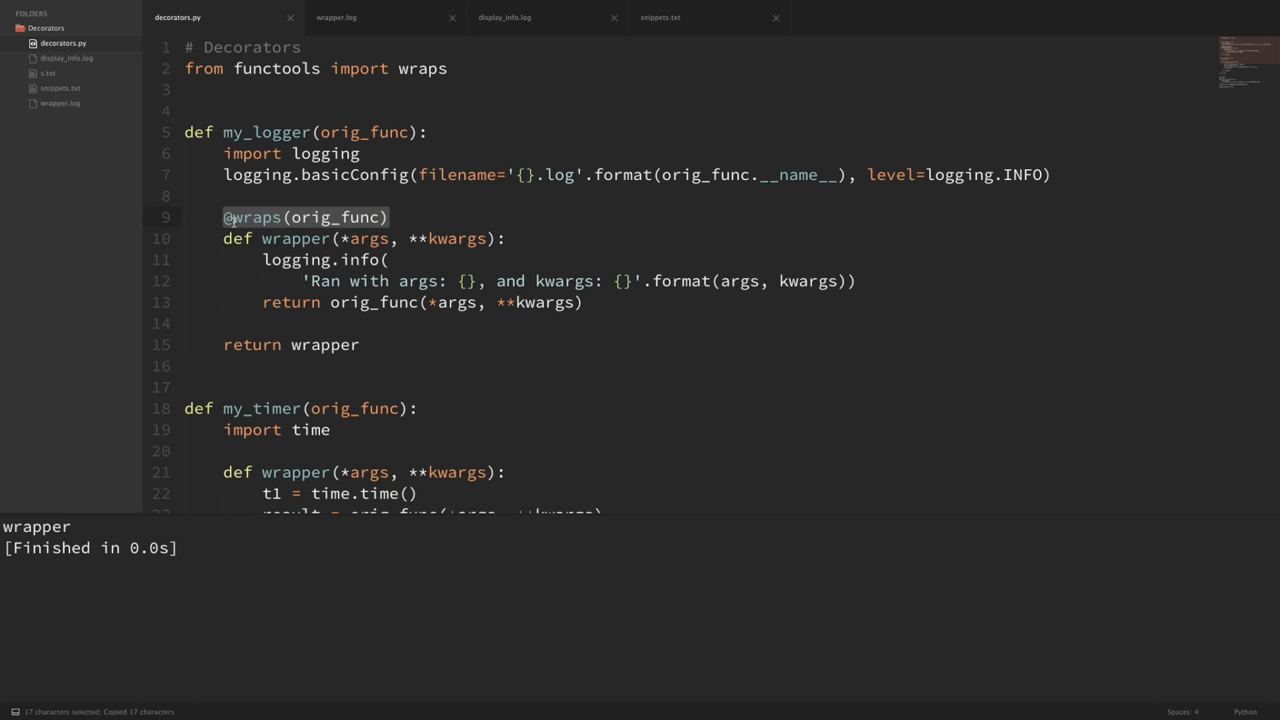 FOLDERS
Decorators
decorators.py
display_info.log
s.txt
snippets.txt
wrapper.log
decorators.py
wrapper.log
display_info.log
snippets.txt
1 # Decorators
2 from functools import wraps
3
4
5 def my_logger(orig_func):
6 import logging
7 logging.basicConfig(filename='{}.log'.format(orig_func.__name__), level=logging.INFO)
8
9 @wraps(orig_func)
10 def wrapper(*args, **kwargs):
11 logging.info(
12 'Ran with args: {}, and kwargs: {}'.format(args, kwargs))
13 return orig_func(*args, **kwargs)
14
15 return wrapper
16
17
18 def my_timer(orig_func):
19 import time
20
21 def wrapper(*args, **kwargs):
22 t1 = time.time()
23 result = orig_func(*args, **kwargs)
wrapper
[Finished in 0.0s]
17 characters selected; Copied 17 characters
Spaces: 4
Python